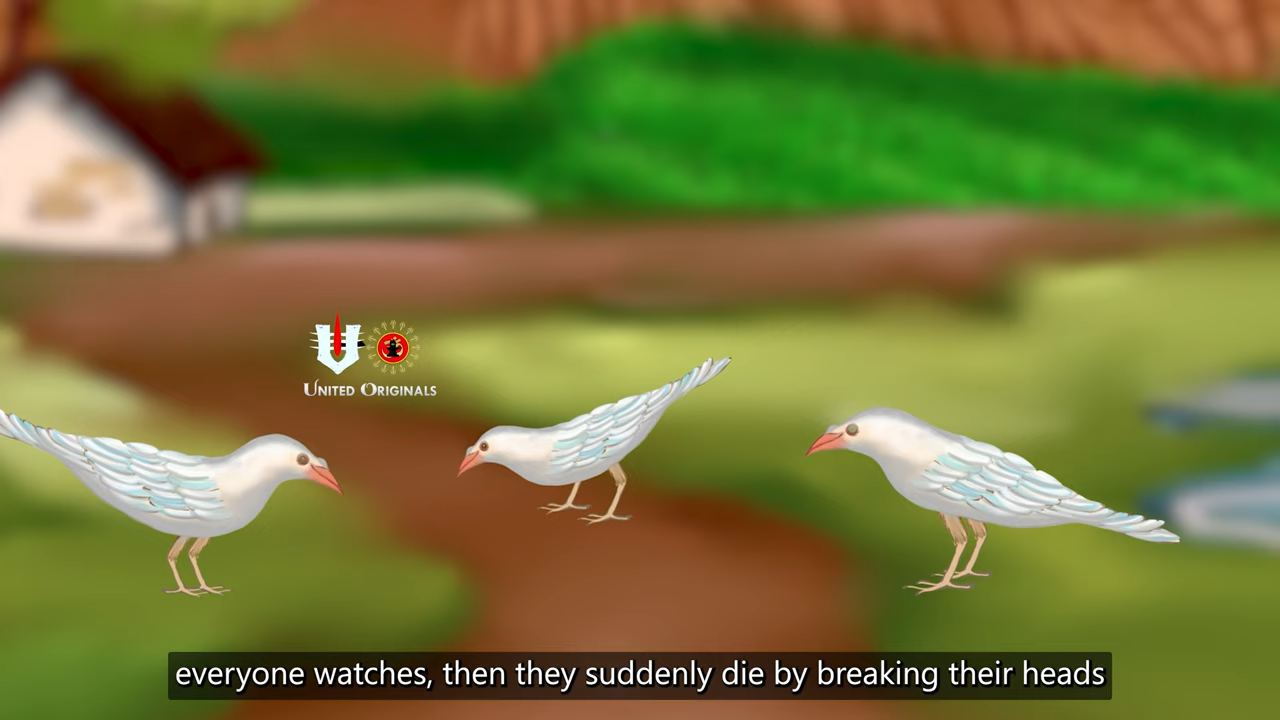 UNITED ORIGINALS
everyone watches, then they suddenly die by breaking their heads